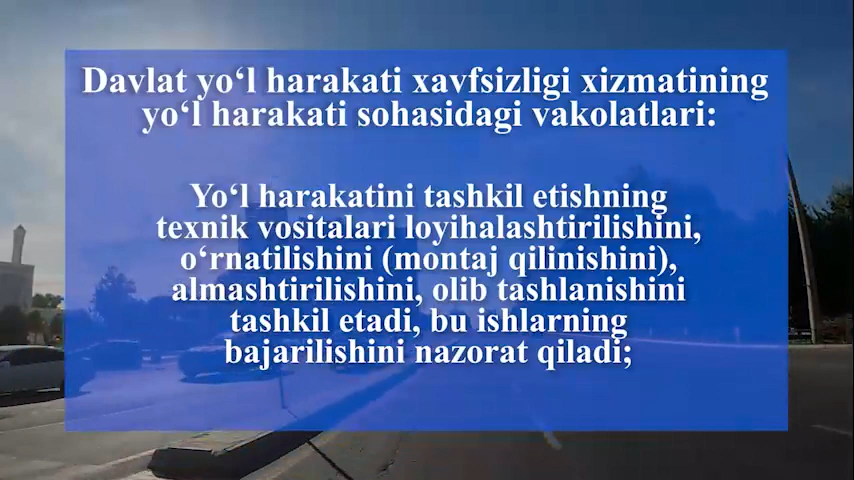 Davlat yo‘l harakati xavfsizligi xizmatining
yo‘l harakati sohasidagi vakolatlari:
Yo‘l harakatini tashkil etishning
texnik vositalari loyihalashtirilishini,
o‘rnatilishini (montaj qilinishini),
almashtirilishini, olib tashlanishini
tashkil etadi, bu ishlarning
bajarilishini nazorat qiladi;